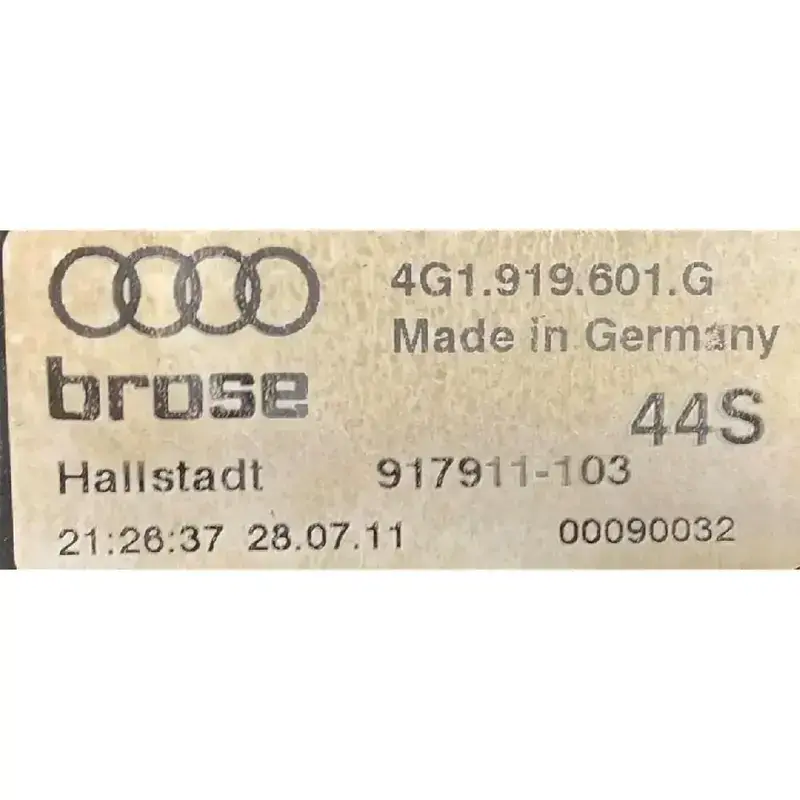 4G1.919.601.G
Made in Germany
brose
44S
Hallstadt 917911-103
21:26:37 28.07.11 00090032